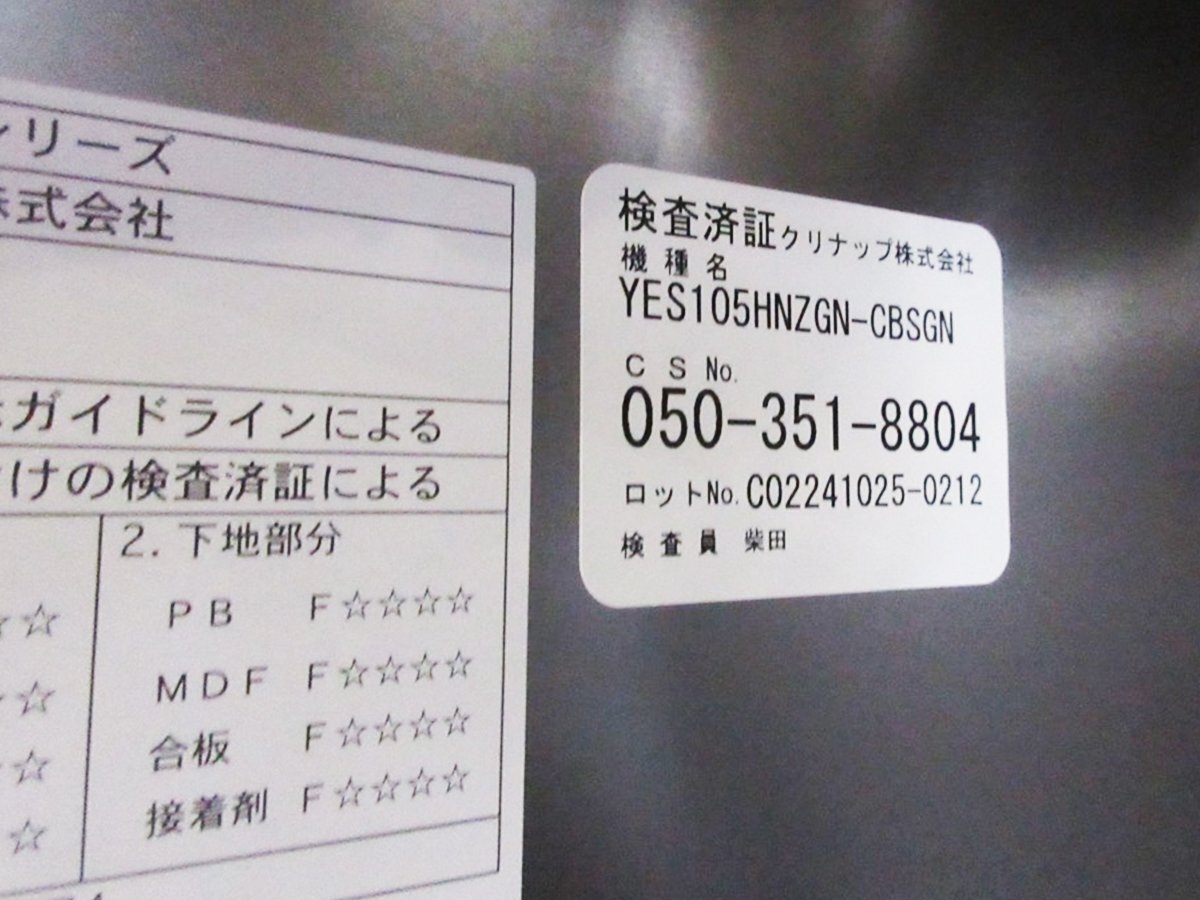 シリーズ
株式会社
ガイドラインによる
けの検査済証による
2. 下地部分
PB F☆☆☆☆
MDF F☆☆☆☆
合板 F☆☆☆☆
接着剤 F☆☆☆☆
☆☆
☆
☆☆
☆
検査済証クリナップ株式会社
機種名
YES105HNZGN-CBSGN
CS No.
050-351-8804
ロットNo.C02241025-0212
検査員 柴田